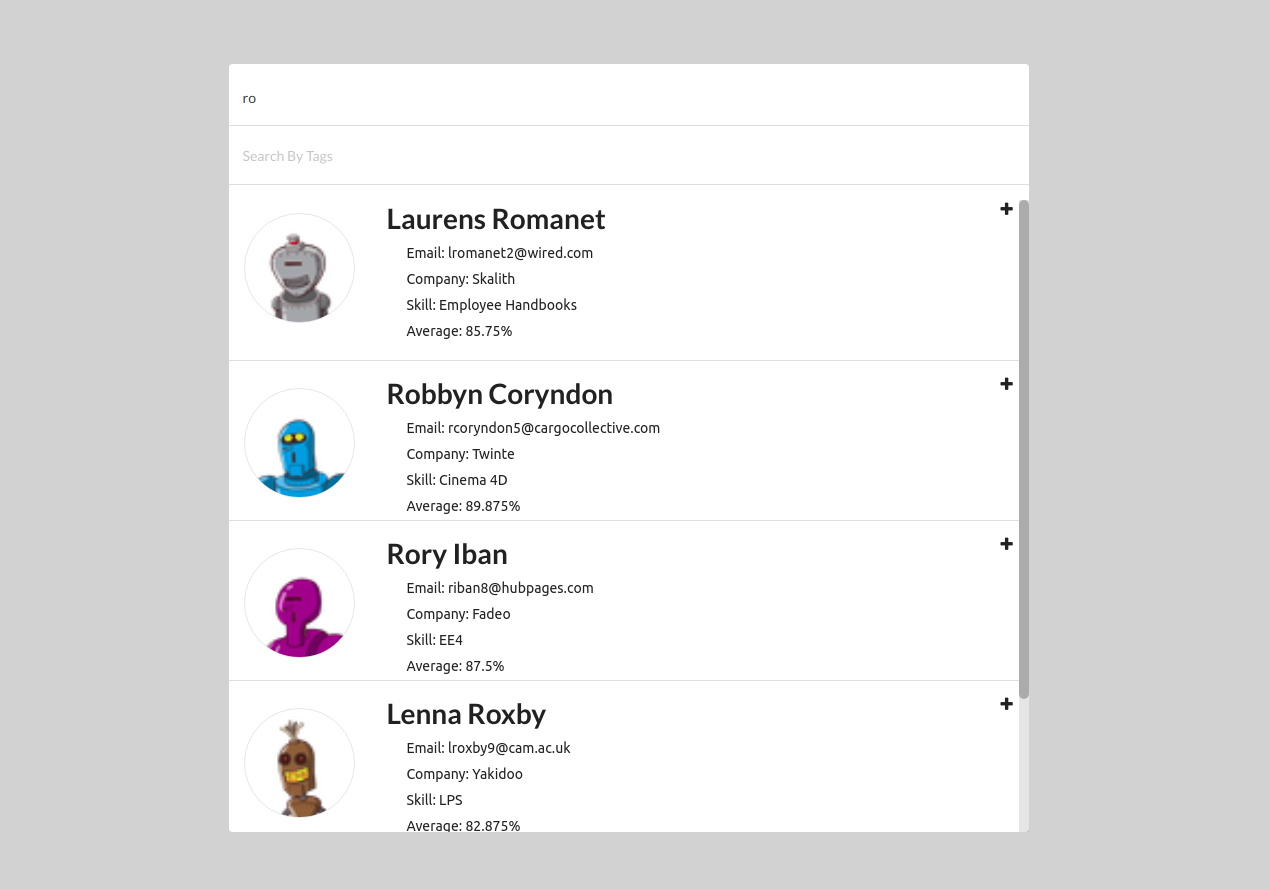 ro
Search By Tags
Laurens Romanet
Email: lromanet2@wired.com
Company: Skalith
Skill: Employee Handbooks
Average: 85.75%
Robbyn Coryndon
Email: rcoryndon5@cargocollective.com
Company: Twinte
Skill: Cinema 4D
Average: 89.875%
Rory Iban
Email: riban8@hubpages.com
Company: Fadeo
Skill: EE4
Average: 87.5%
Lenna Roxby
Email: lroxby9@cam.ac.uk
Company: Yakidoo
Skill: LPS
Average: 82.875%